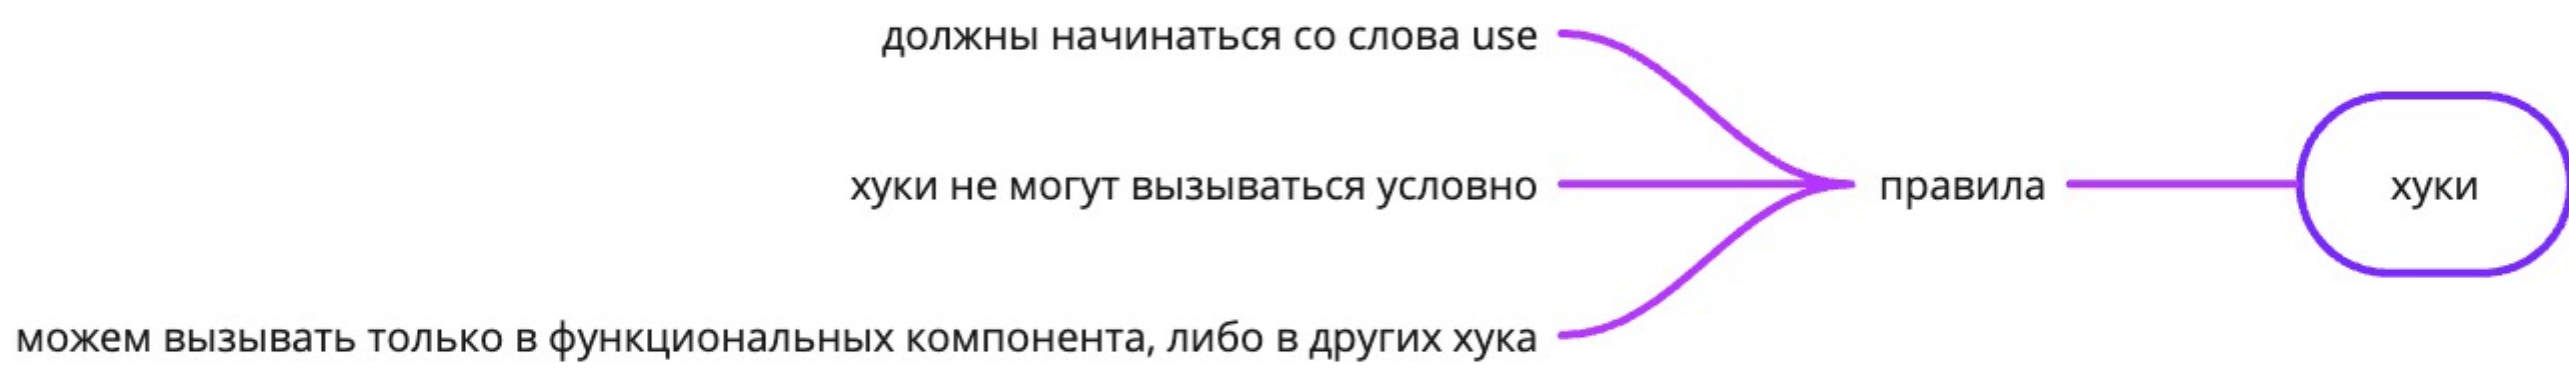 должны начинаться со слова use
хуки не могут вызываться условно
правила
хуки
можем вызывать только в функциональных компонента, либо в других хука